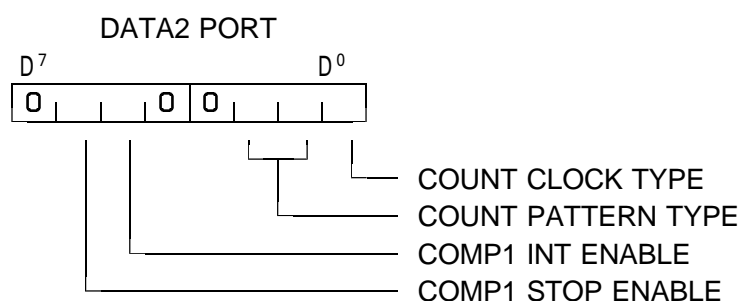 DATA2 PORT
D7 D0
0 0 0
COUNT CLOCK TYPE
COUNT PATTERN TYPE
COMP1 INT ENABLE
COMP1 STOP ENABLE